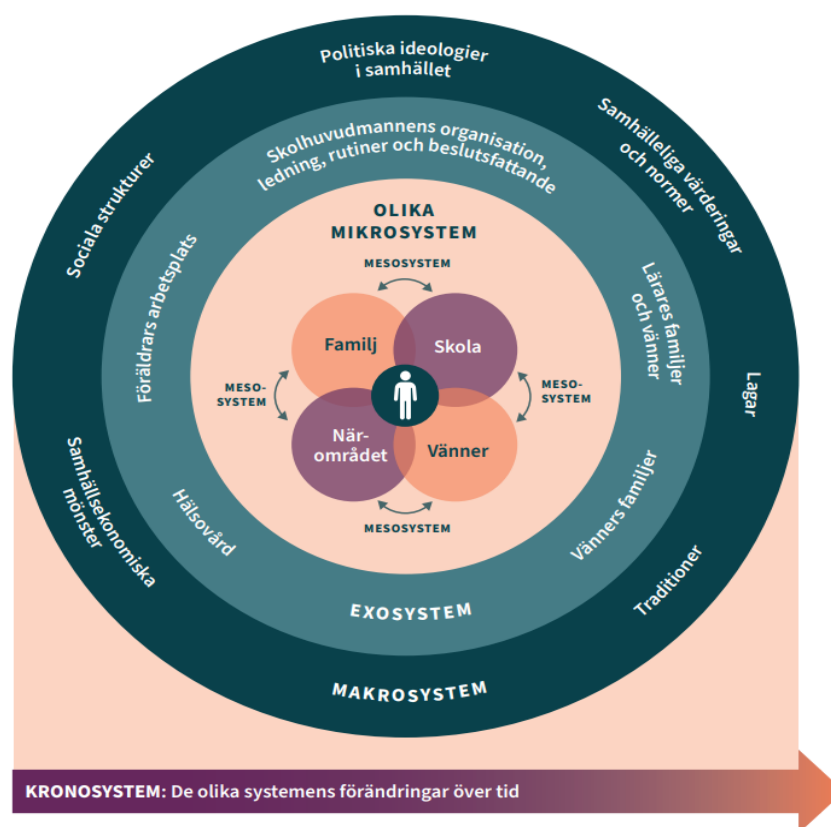 Politiska ideologier
i samhället
Samhälleliga värderingar
och normer
Sociala strukturer
Skolhuvudmannens organisation,
ledning, rutiner och beslutsfattande
OLIKA
MIKROSYSTEM
MESOSYSTEM
Föräldrars arbetsplats
Lärares familjer
och vänner
Familj
Skola
Lagar
MESO-
SYSTEM
MESO-
SYSTEM
När-
området
Vänner
Samhällsekonomiska
mönster
Hälsovård
MESOSYSTEM
Vänners familjer
Traditioner
EXOSYSTEM
MAKROSYSTEM
KRONOSYSTEM: De olika systemens förändringar över tid